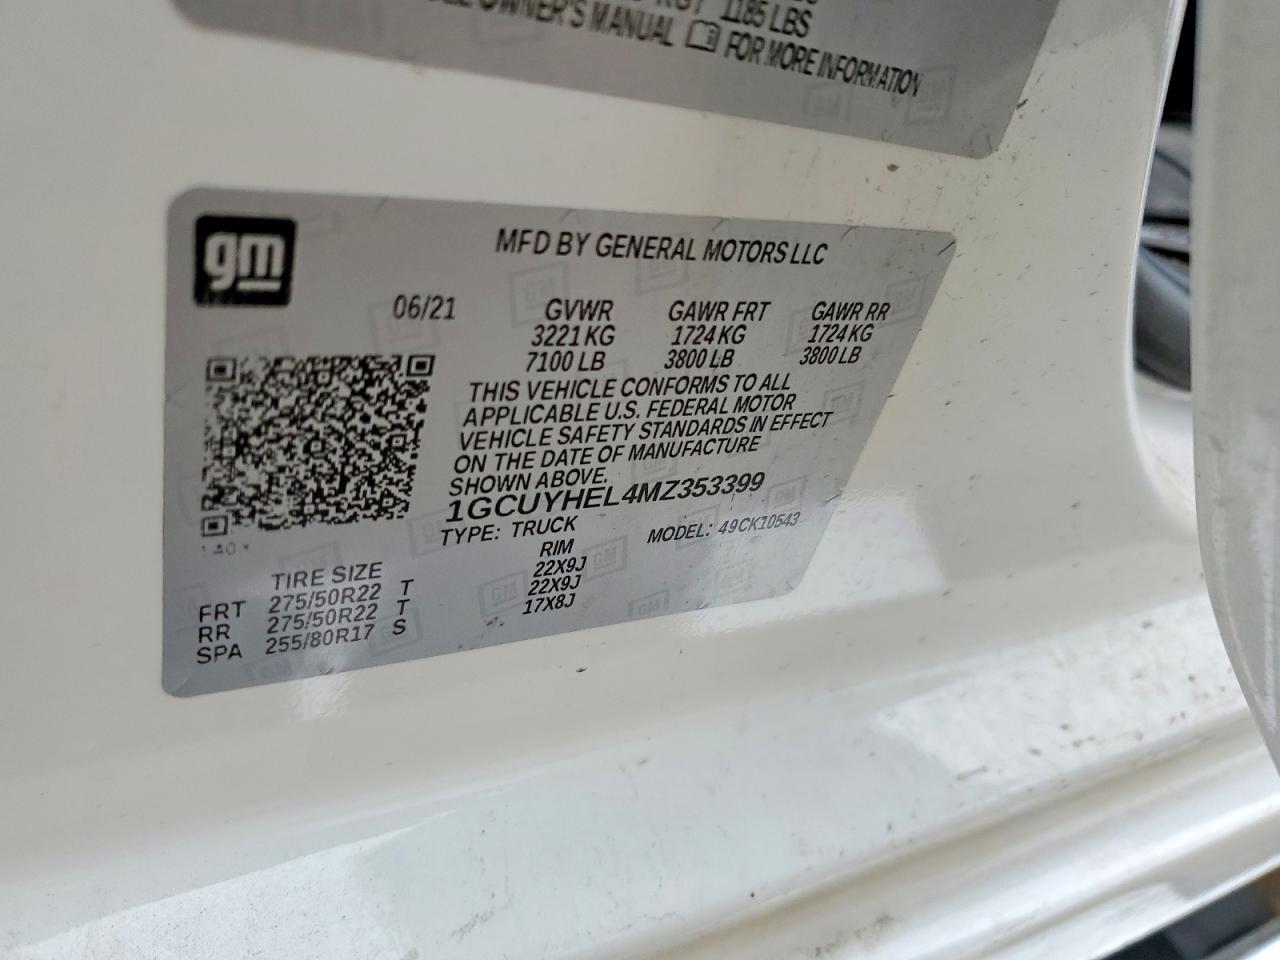 1185 LBS
OWNER'S MANUAL FOR MORE INFORMATION
gm
MFD BY GENERAL MOTORS LLC
06/21 GVWR GAWR FRT GAWR RR
3221 KG 1724 KG 1724 KG
7100 LB 3800 LB 3800 LB
THIS VEHICLE CONFORMS TO ALL
APPLICABLE U.S. FEDERAL MOTOR
VEHICLE SAFETY STANDARDS IN EFFECT
ON THE DATE OF MANUFACTURE
SHOWN ABOVE.
1GCUYHEL4MZ353399
TYPE: TRUCK MODEL: 49CK10543
TIRE SIZE RIM
FRT 275/50R22 T 22X9J
RR 275/50R22 T 22X9J
SPA 255/80R17 S 17X8J